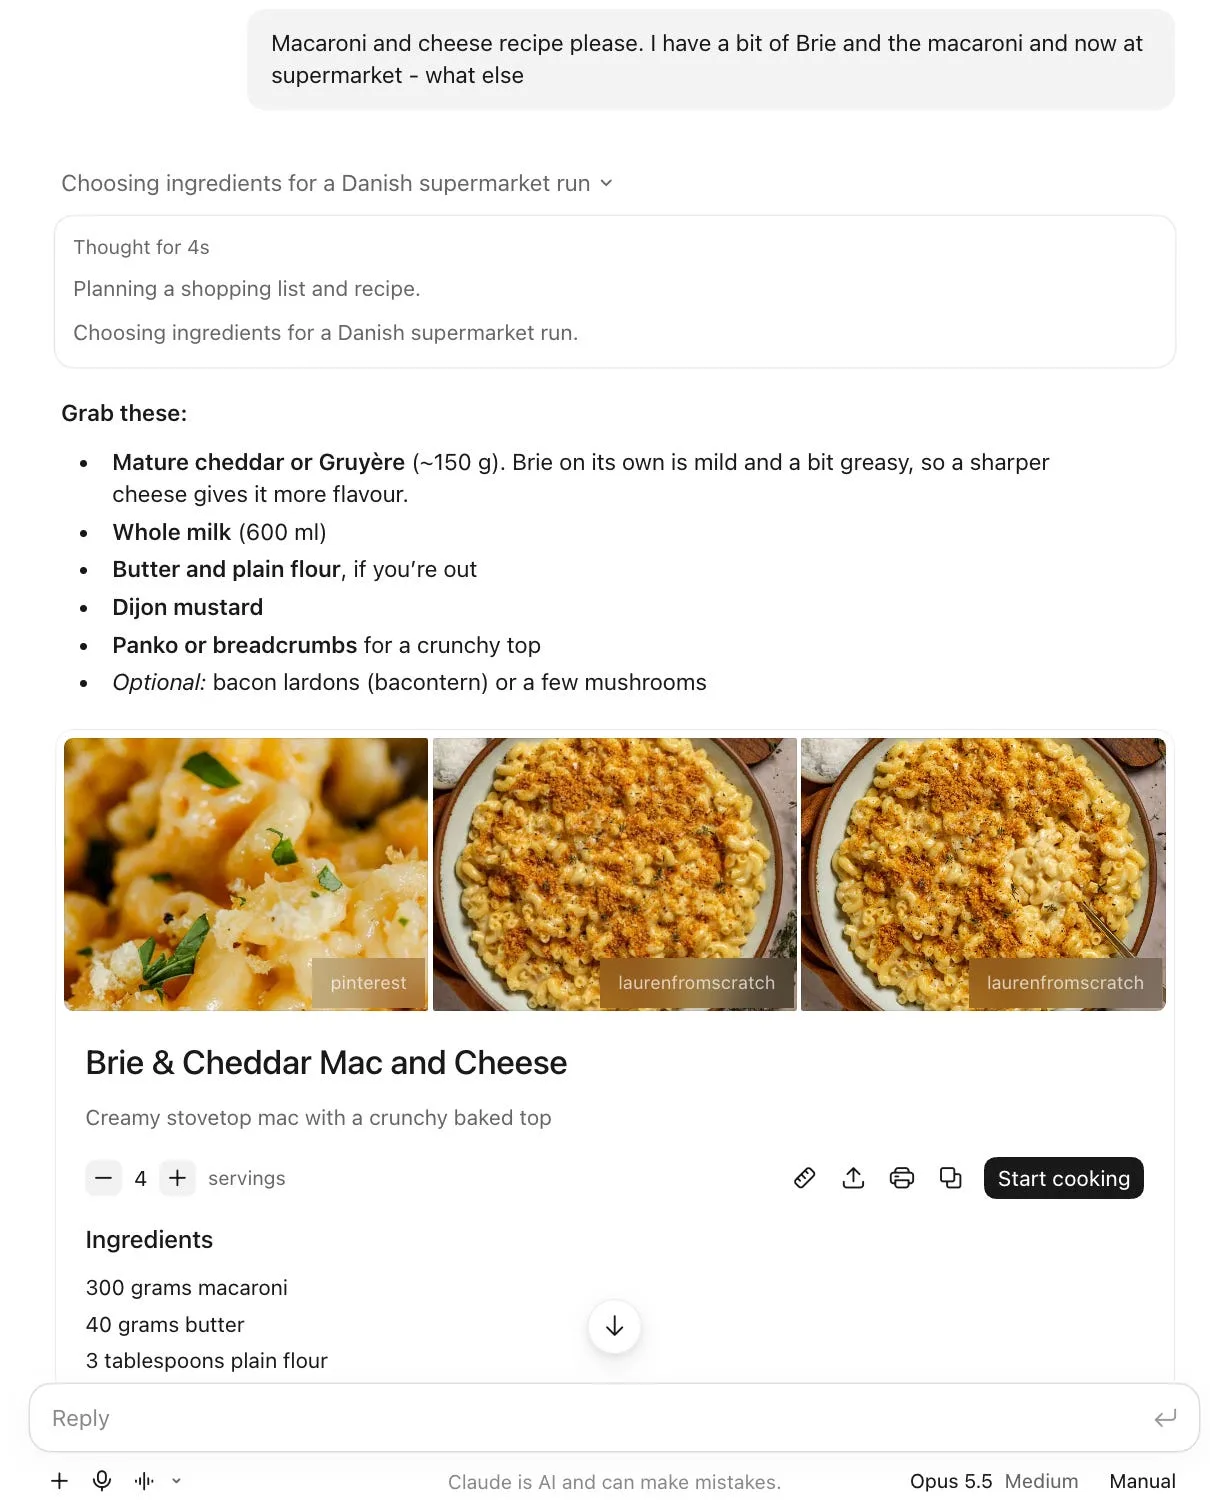 Macaroni and cheese recipe please. I have a bit of Brie and the macaroni and now at
supermarket - what else
Choosing ingredients for a Danish supermarket run
Thought for 4s
Planning a shopping list and recipe.
Choosing ingredients for a Danish supermarket run.
Grab these:
Mature cheddar or Gruyère (~150 g). Brie on its own is mild and a bit greasy, so a sharper
cheese gives it more flavour.
Whole milk (600 ml)
Butter and plain flour, if you’re out
Dijon mustard
Panko or breadcrumbs for a crunchy top
Optional: bacon lardons (bacontern) or a few mushrooms
pinterest
laurenfromscratch
laurenfromscratch
Brie & Cheddar Mac and Cheese
Creamy stovetop mac with a crunchy baked top
4 servings
Start cooking
Ingredients
300 grams macaroni
40 grams butter
3 tablespoons plain flour
Reply
Claude is AI and can make mistakes.
Opus 5.5 Medium Manual